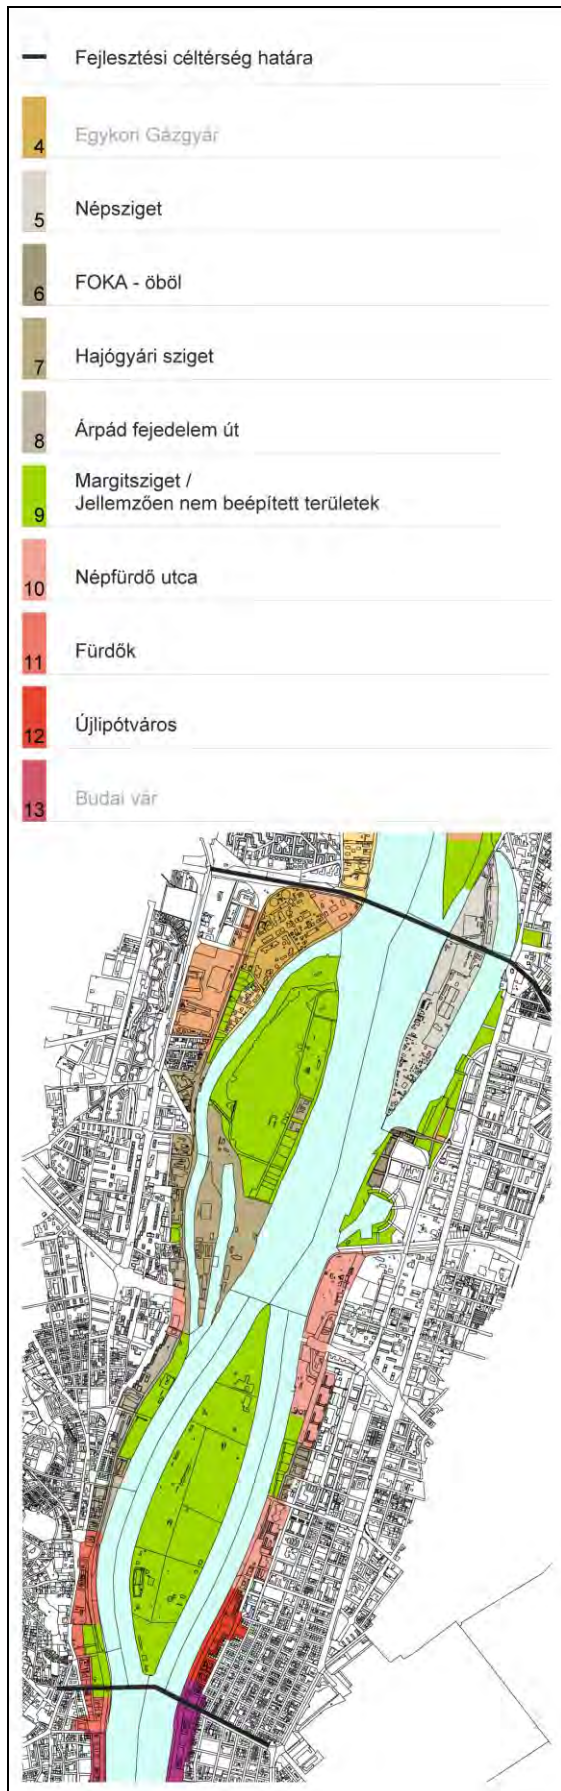 Fejlesztési céltérség határa
4 Egykori Gázgyár
5 Népsziget
6 FOKA - öböl
7 Hajógyári sziget
8 Árpád fejedelem út
Margitsziget /
9 Jellemzően nem beépített területek
10 Népfürdő utca
11 Fürdők
12 Újlipótváros
13 Budai vár